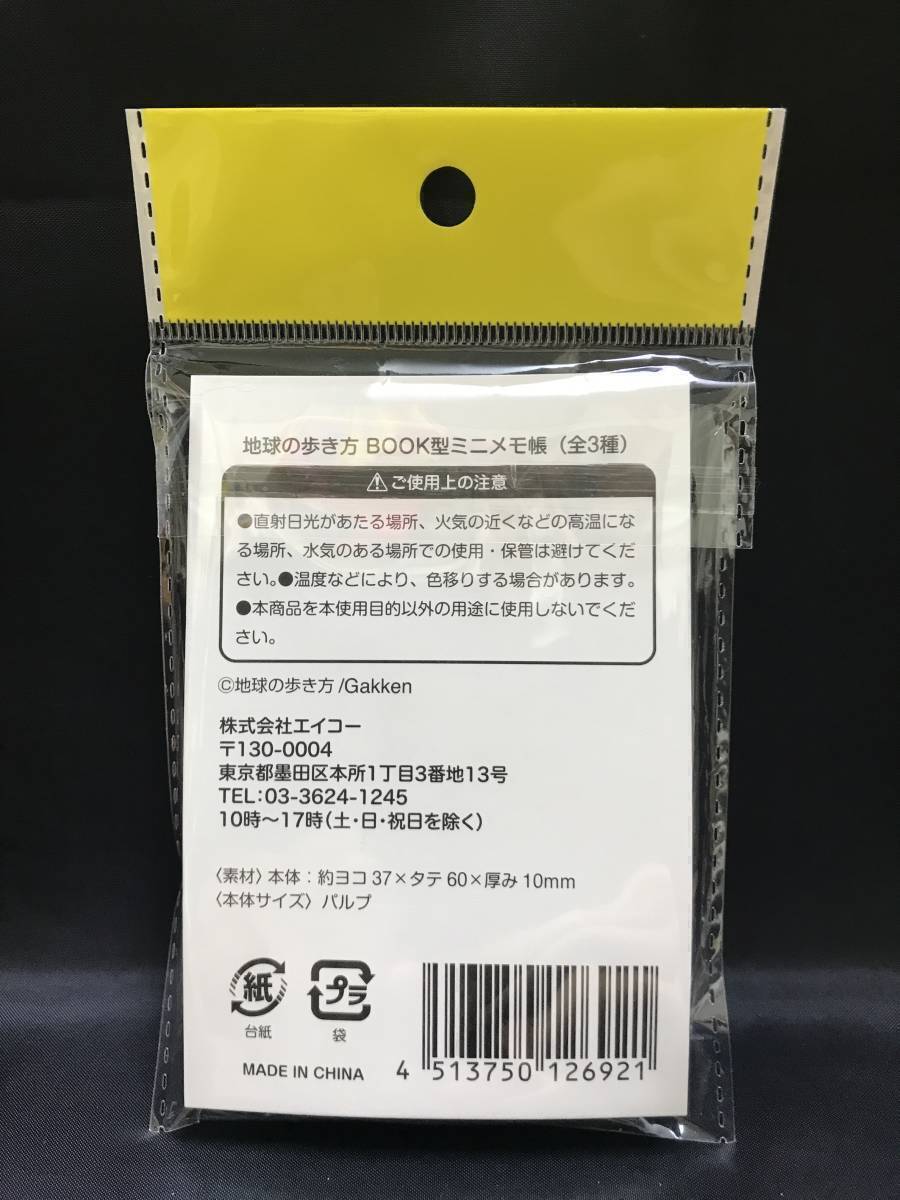 地球の歩き方 BOOK型ミニメモ帳（全3種）
⚠ご使用上の注意
●直射日光があたる場所、火気の近くなどの高温にな
る場所、水気のある場所での使用・保管は避けてくだ
さい。●温度などにより、色移りする場合があります。
●本商品を本使用目的以外の用途に使用しないでくだ
さい。
©地球の歩き方/Gakken
株式会社エイコー
〒130-0004
東京都墨田区本所1丁目3番地13号
TEL:03-3624-1245
10時～17時（土・日・祝日を除く）
〈素材〉本体：約ヨコ 37×タテ 60×厚み 10mm
〈本体サイズ〉パルプ
紙
台紙
プラ
袋
MADE IN CHINA
4 513750 126921